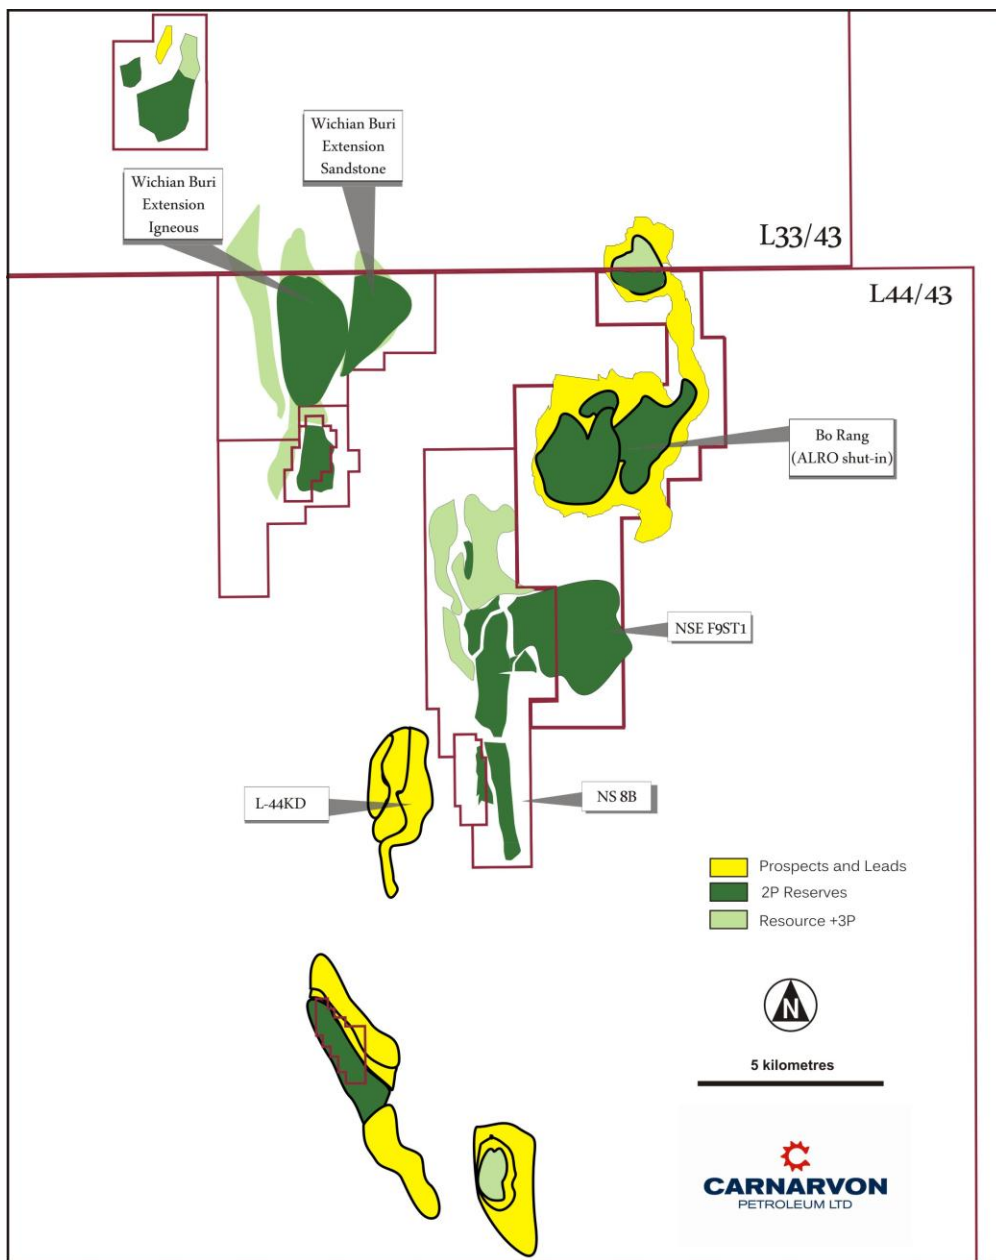 Wichian Buri
Extension
Sandstone
Wichian Buri
Extension
Igneous
L33/43
L44/43
Bo Rang
(ALRO shut-in)
NSE F9ST1
L-44KD
NS 8B
Prospects and Leads
2P Reserves
Resource +3P
N
5 kilometres
CARNARVON
PETROLEUM LTD